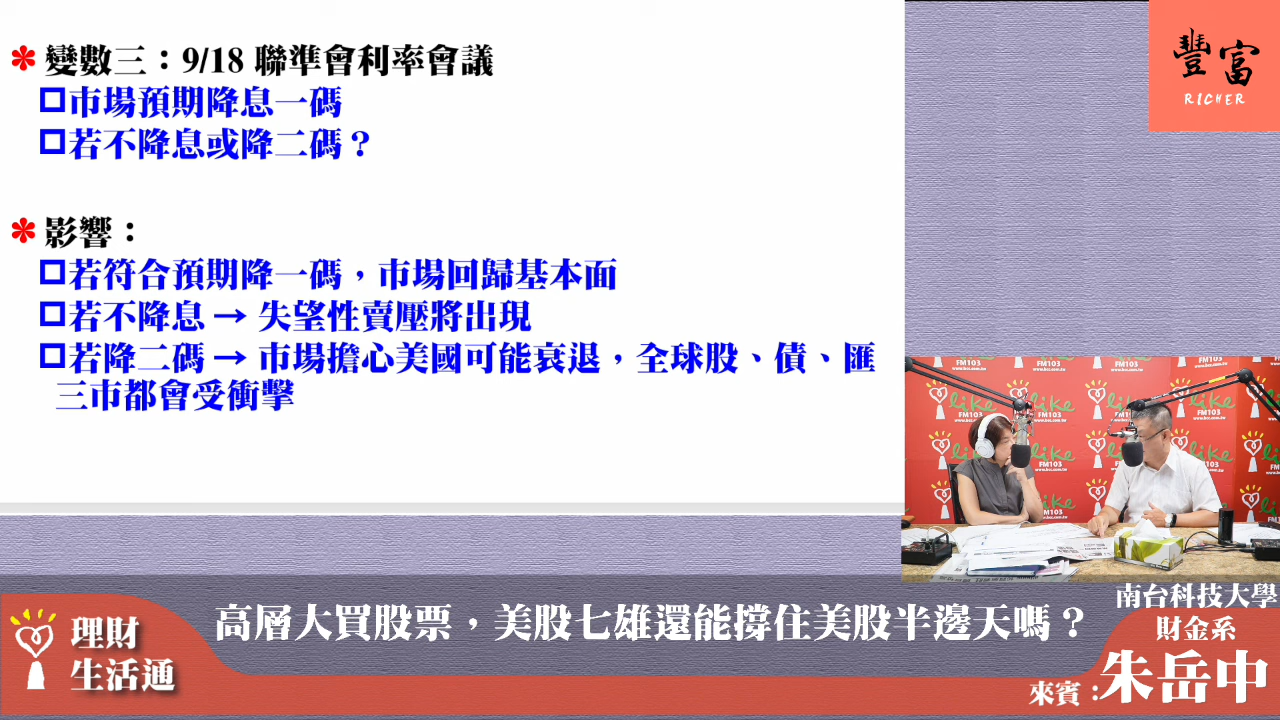 變數三：9/18 聯準會利率會議
市場預期降息一碼
若不降息或降二碼？
影響：
若符合預期降一碼，市場回歸基本面
若不降息 → 失望性賣壓將出現
若降二碼 → 市場擔心美國可能衰退，全球股、債、匯
三市都會受衝擊
豐富
RICHER
like
FM103
www.bcc.com.tw
高層大買股票，美股七雄還能撐住美股半邊天嗎？
理財
生活通
南台科技大學
財金系
來賓：朱岳中